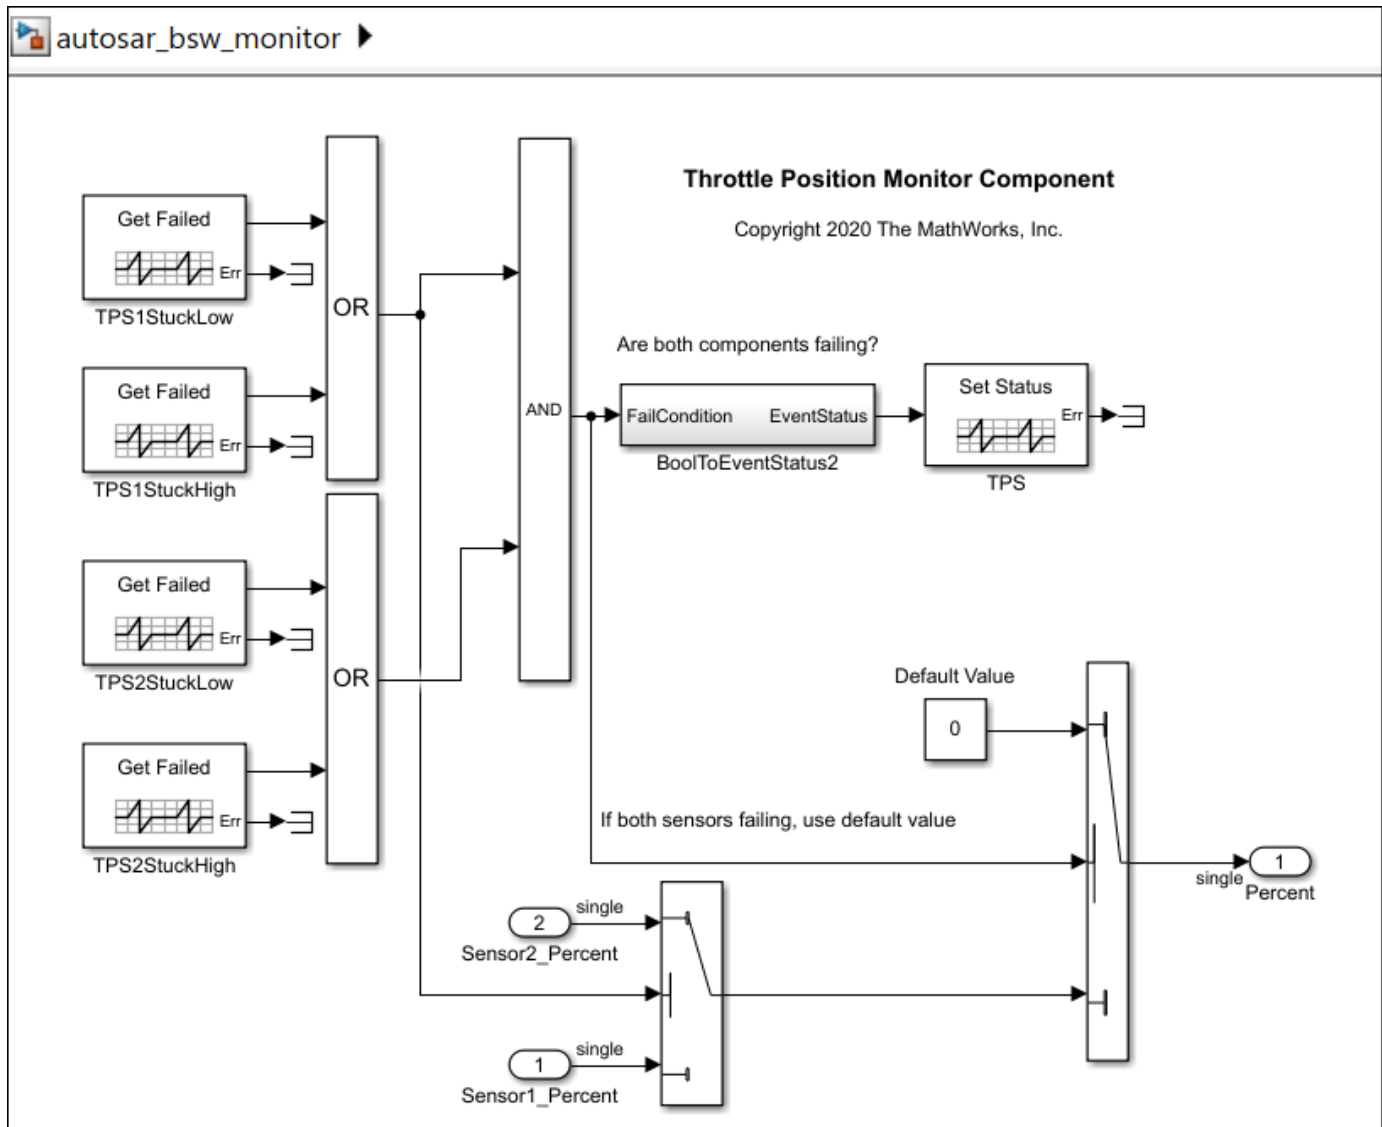 autosar_bsw_monitor
Throttle Position Monitor Component
Copyright 2020 The MathWorks, Inc.
Get Failed
Err
TPS1StuckLow
OR
Get Failed
Err
TPS1StuckHigh
AND
Are both components failing?
FailCondition EventStatus
BoolToEventStatus2
Set Status
Err
TPS
Get Failed
Err
TPS2StuckLow
OR
Get Failed
Err
TPS2StuckHigh
Default Value
0
If both sensors failing, use default value
1
single
Percent
2
single
Sensor2_Percent
1
single
Sensor1_Percent